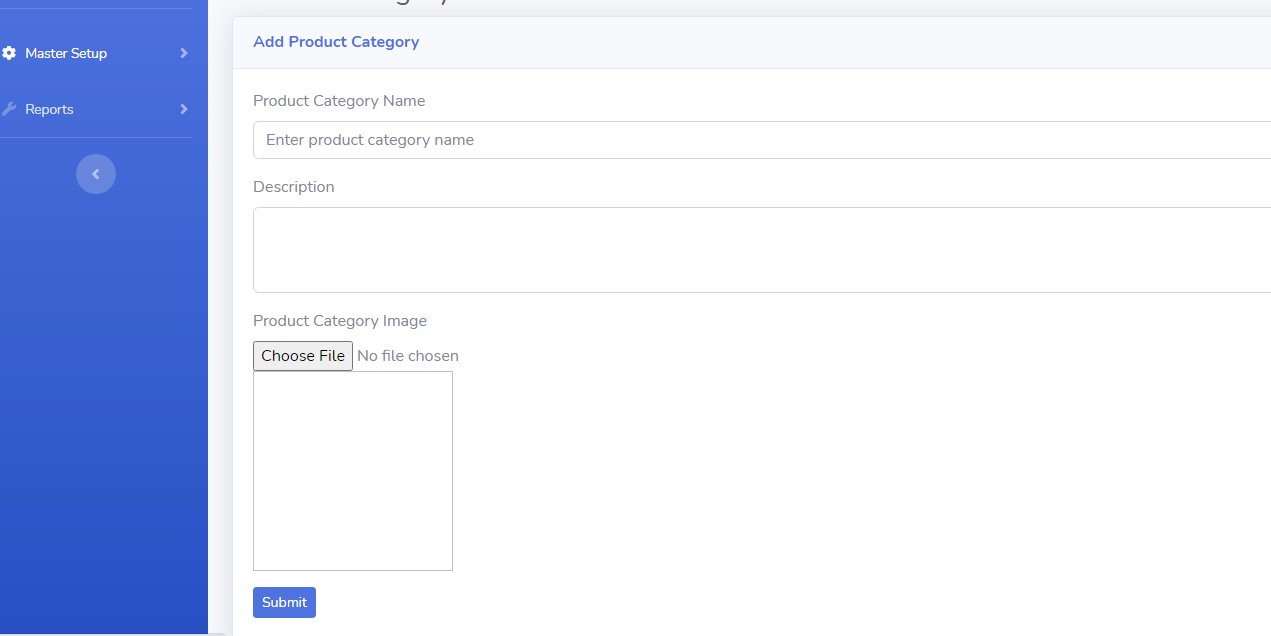 Master Setup
Reports
Add Product Category
Product Category Name
Enter product category name
Description
Product Category Image
Choose File No file chosen
Submit